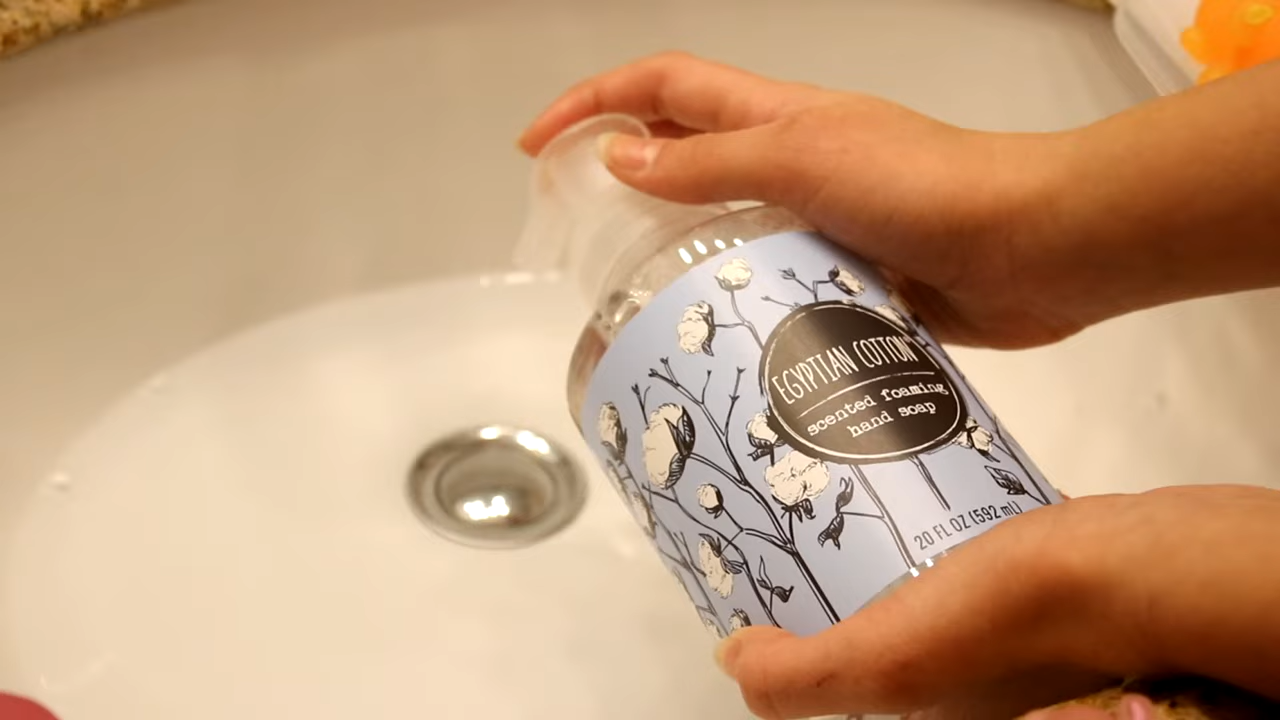 EGYPTIAN COTTON
scented foaming
hand soap
20 FL OZ (592 mL)